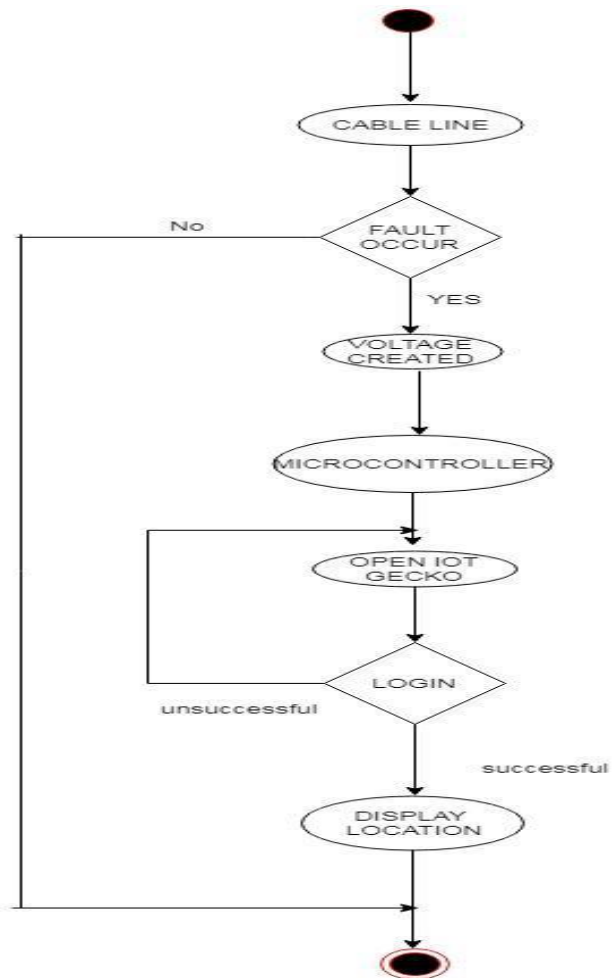 CABLE LINE
No
FAULT
OCCUR
YES
VOLTAGE
CREATED
MICROCONTROLLER
OPEN IOT
GECKO
LOGIN
unsuccessful
successful
DISPLAY
LOCATION